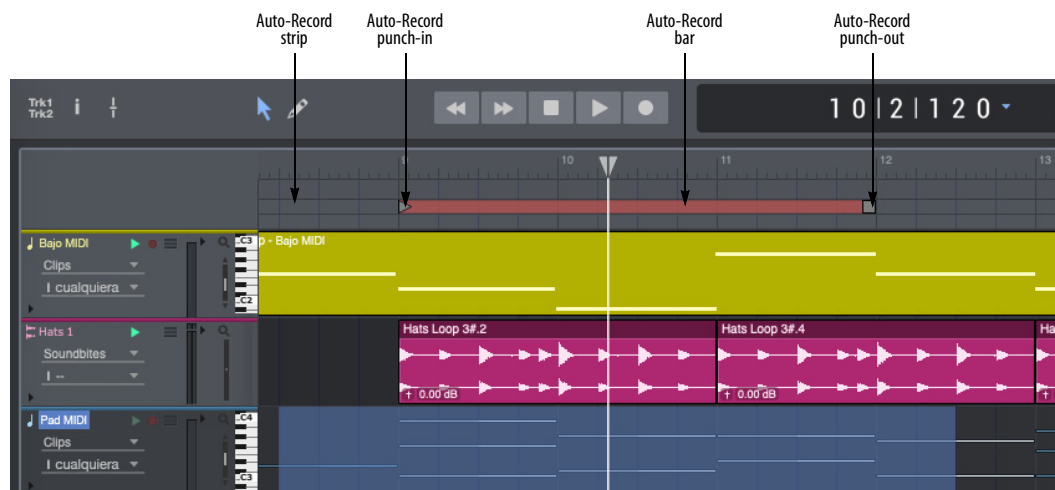 Auto-Record
strip
Auto-Record
punch-in
Auto-Record
bar
Auto-Record
punch-out
Trk1
Trk2
10|2|120
9
10
11
12
13
Bajo MIDI
Clips
I cualquiera
C3
C2
p - Bajo MIDI
Hats 1
Soundbites
I --
Hats Loop 3#.2
0.00 dB
Hats Loop 3#.4
0.00 dB
Ha
Pad MIDI
Clips
I cualquiera
C4
C3